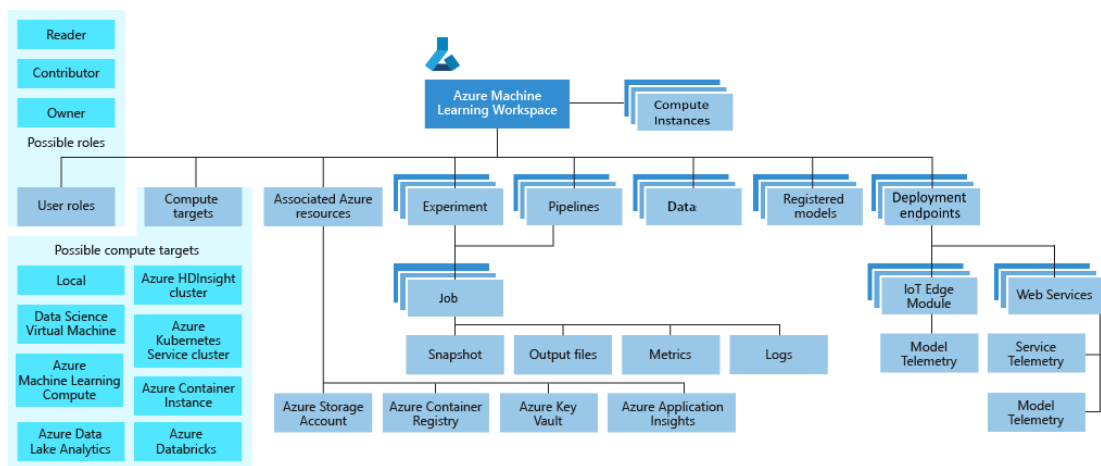 Reader
Contributor
Owner
Possible roles
User roles
Azure Machine
Learning Workspace
Compute
Instances
Compute
targets
Associated Azure
resources
Experiment
Pipelines
Data
Registered
models
Deployment
endpoints
Possible compute targets
Local
Azure HDInsight
cluster
Data Science
Virtual Machine
Azure
Kubernetes
Service cluster
Azure
Machine Learning
Compute
Azure Container
Instance
Azure Data
Lake Analytics
Azure
Databricks
Job
Snapshot
Output files
Metrics
Logs
Azure Storage
Account
Azure Container
Registry
Azure Key
Vault
Azure Application
Insights
IoT Edge
Module
Web Services
Model
Telemetry
Service
Telemetry
Model
Telemetry